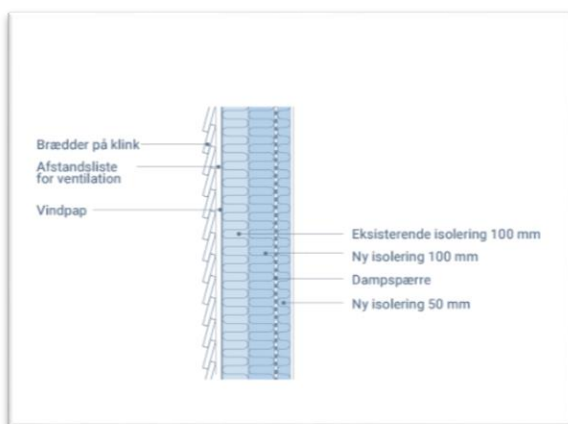 Brædder på klink
Afstandsliste
for ventilation
Vindpap
Eksisterende isolering 100 mm
Ny isolering 100 mm
Dampspærre
Ny isolering 50 mm